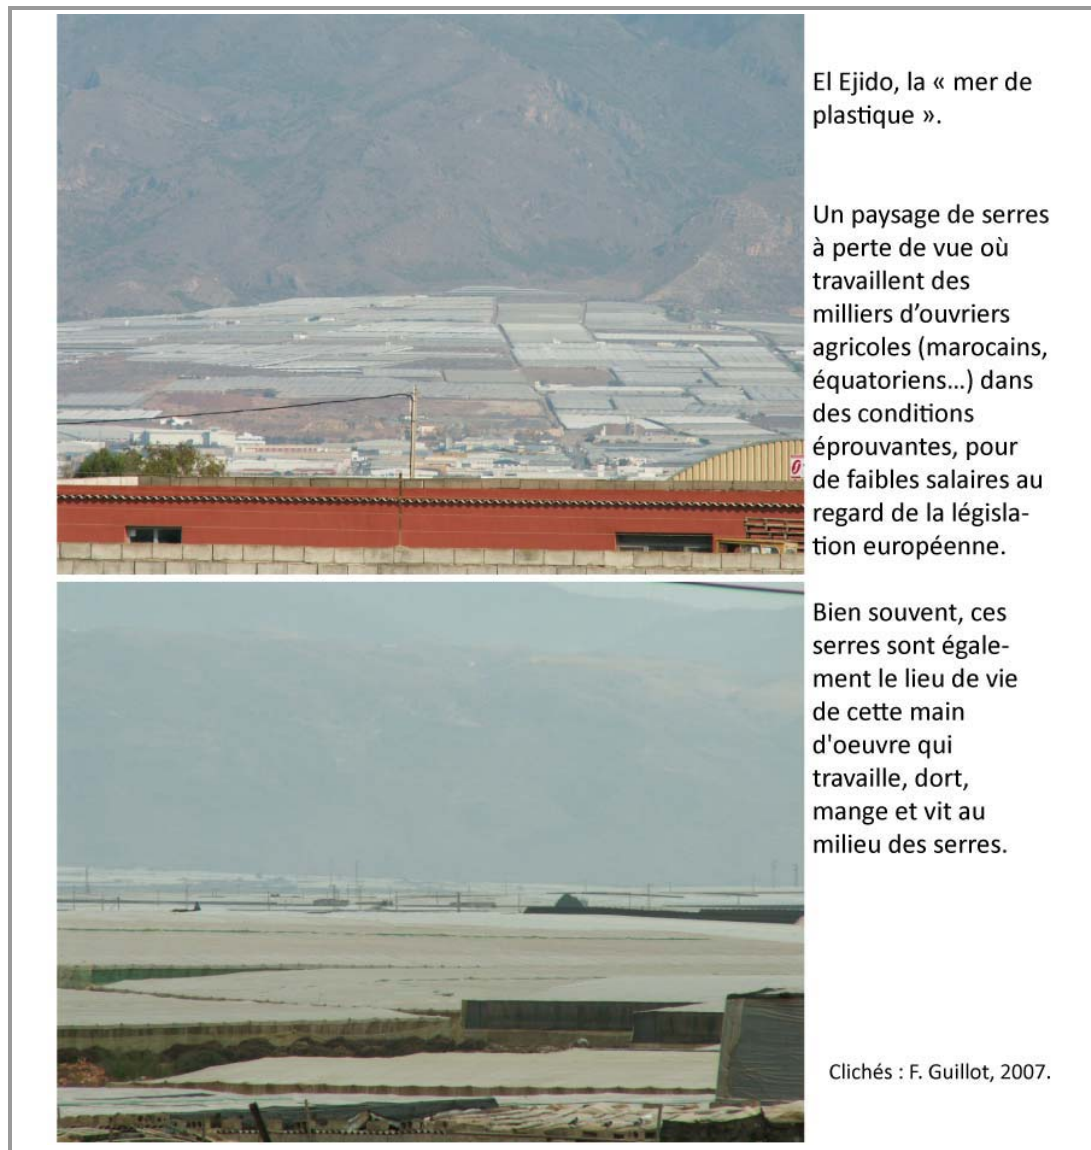 El Ejido, la « mer de
plastique ».
Un paysage de serres
à perte de vue où
travaillent des
milliers d’ouvriers
agricoles (marocains,
équatoriens…) dans
des conditions
éprouvantes, pour
de faibles salaires au
regard de la législa-
tion européenne.
Bien souvent, ces
serres sont égale-
ment le lieu de vie
de cette main
d'oeuvre qui
travaille, dort,
mange et vit au
milieu des serres.
Clichés : F. Guillot, 2007.